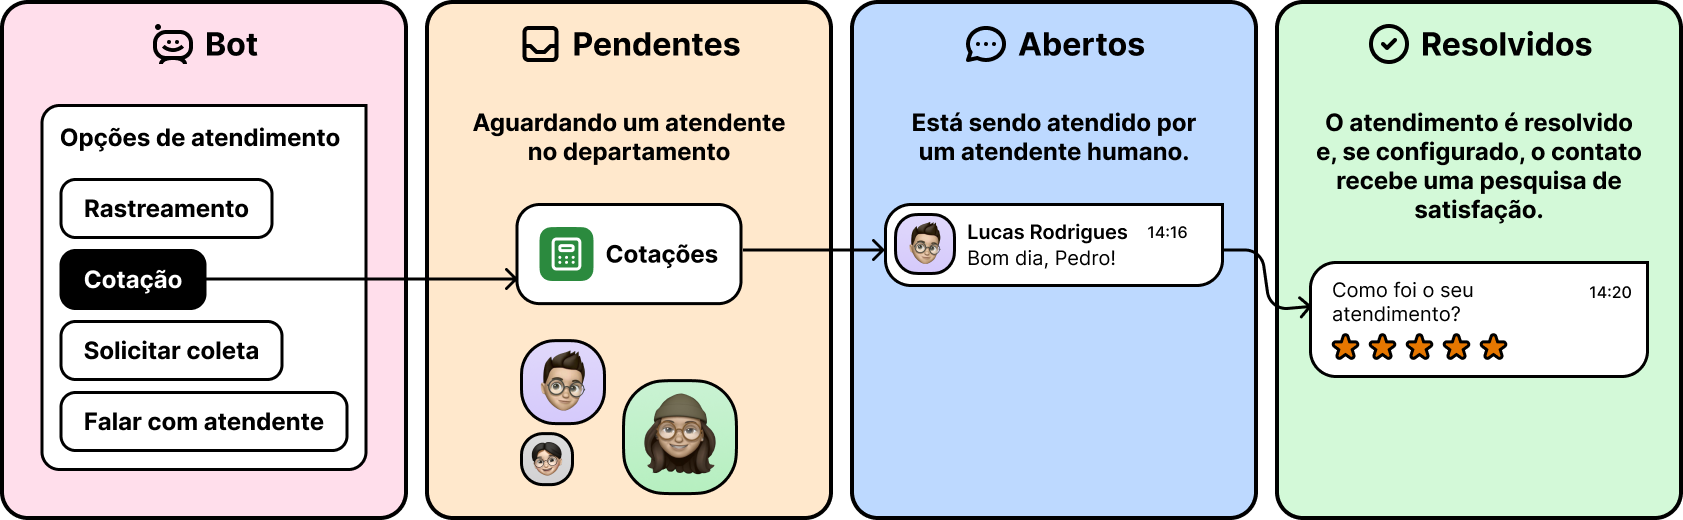 Bot
Opções de atendimento
Rastreamento
Cotação
Solicitar coleta
Falar com atendente
Pendentes
Aguardando um atendente
no departamento
Cotações
Abertos
Está sendo atendido por
um atendente humano.
Lucas Rodrigues 14:16
Bom dia, Pedro!
Resolvidos
O atendimento é resolvido
e, se configurado, o contato
recebe uma pesquisa de
satisfação.
Como foi o seu 14:20
atendimento?